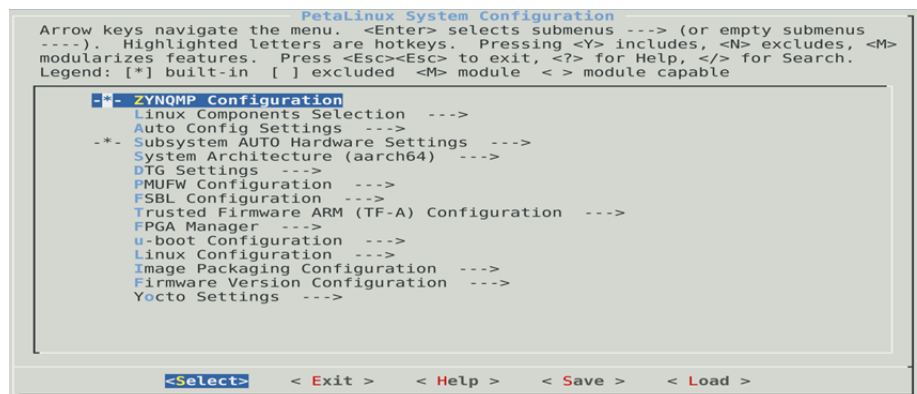 PetaLinux System Configuration
Arrow keys navigate the menu.  <Enter> selects submenus ---> (or empty submenus
----).  Highlighted letters are hotkeys.  Pressing <Y> includes, <N> excludes, <M>
modularizes features.  Press <Esc><Esc> to exit, <?> for Help, </> for Search.
Legend: [*] built-in  [ ] excluded  <M> module  < > module capable
-*- ZYNQMP Configuration
Linux Components Selection  --->
Auto Config Settings  --->
-*- Subsystem AUTO Hardware Settings  --->
System Architecture (aarch64)  --->
DTG Settings  --->
PMUFW Configuration  --->
FSBL Configuration  --->
Trusted Firmware ARM (TF-A) Configuration  --->
FPGA Manager  --->
u-boot Configuration  --->
Linux Configuration  --->
Image Packaging Configuration  --->
Firmware Version Configuration  --->
Yocto Settings  --->
<Select>    < Exit >    < Help >    < Save >    < Load >